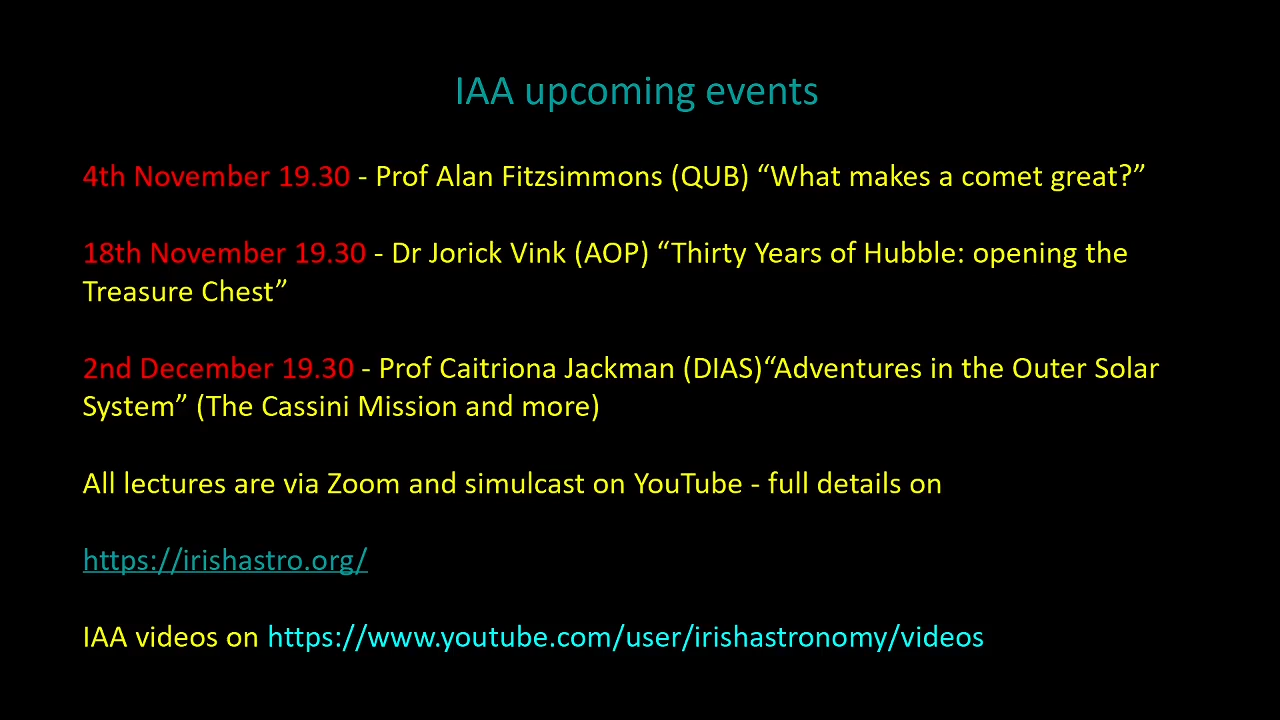 IAA upcoming events
4th November 19.30 - Prof Alan Fitzsimmons (QUB) “What makes a comet great?”
18th November 19.30 - Dr Jorick Vink (AOP) “Thirty Years of Hubble: opening the
Treasure Chest”
2nd December 19.30 - Prof Caitriona Jackman (DIAS)“Adventures in the Outer Solar
System” (The Cassini Mission and more)
All lectures are via Zoom and simulcast on YouTube - full details on
https://irishastro.org/
IAA videos on https://www.youtube.com/user/irishastronomy/videos